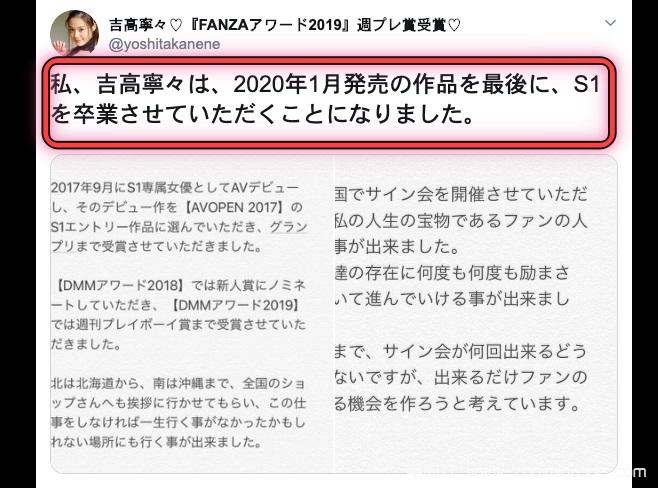 吉高寧々♡『FANZAアワード2019』週プレ賞受賞♡
@yoshitakanene
私、吉高寧々は、2020年1月発売の作品を最後に、S1
を卒業させていただくことになりました。
2017年9月にS1専属女優としてAVデビュー
し、そのデビュー作を【AVOPEN 2017】の
S1エントリー作品に選んでいただき、グラン
プリまで受賞させていただきました。
【DMMアワード2018】では新人賞にノミネ
ートしていただき、【DMMアワード2019】
では週刊プレイボーイ賞まで受賞させていた
だきました。
北は北海道から、南は沖縄まで、全国のショ
ップさんへも挨拶に行かせてもらい、この仕
事をしなければ一生行く事がなかったかもし
れない場所にも行く事が出来ました。
国でサイン会を開催させていただ
私の人生の宝物であるファンの人
事が出来ました。
達の存在に何度も何度も励まさ
いて進んでいける事が出来まし
まで、サイン会が何回出来るどう
ないですが、出来るだけファンの
る機会を作ろうと考えています。